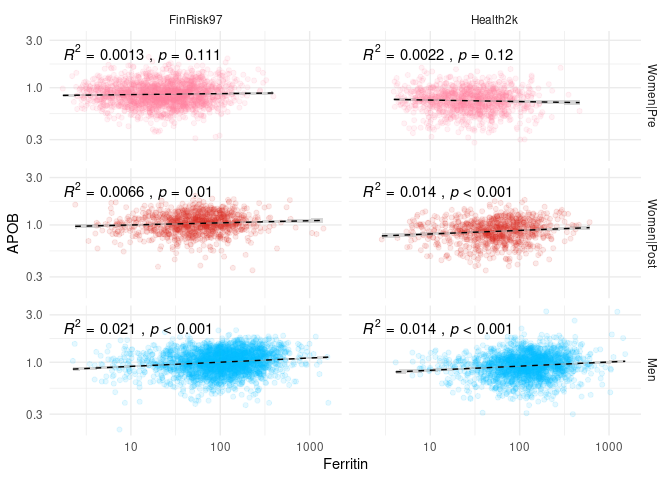 FinRisk97 Health2k
3.0
R² = 0.0013 , p = 0.111 R² = 0.0022 , p = 0.12
1.0
Women|Pre
0.3
3.0
R² = 0.0066 , p = 0.01 R² = 0.014 , p < 0.001
1.0
Women|Post
0.3
APOB
3.0
R² = 0.021 , p < 0.001 R² = 0.014 , p < 0.001
1.0
Men
0.3
10 100 1000 10 100 1000
Ferritin